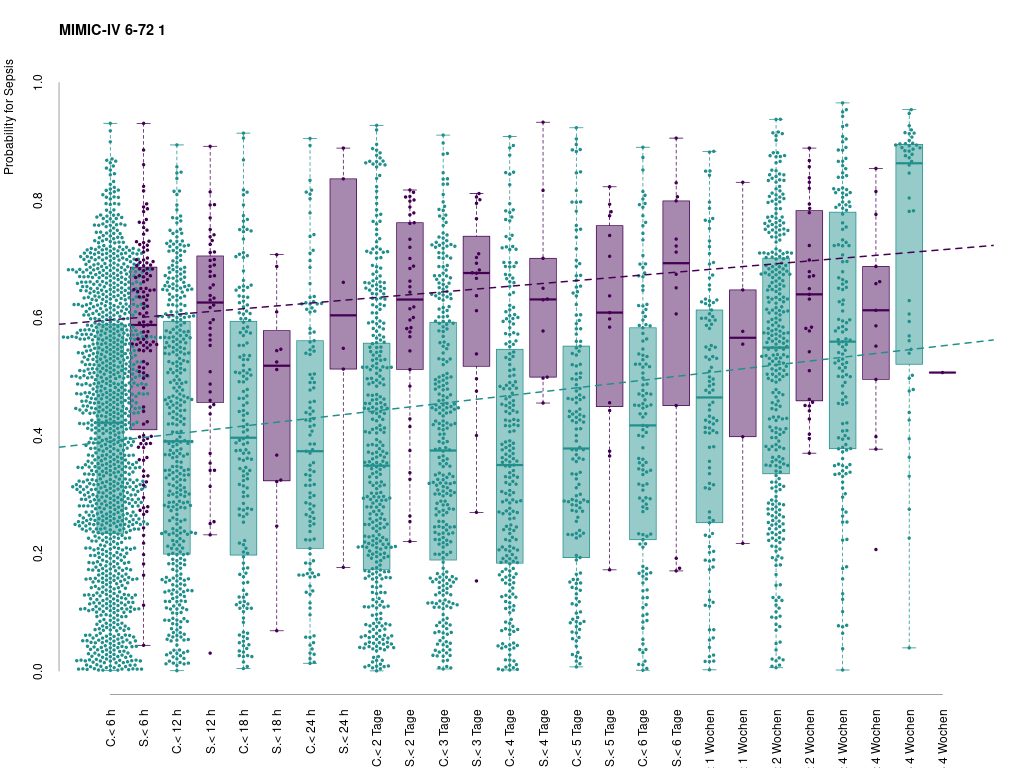 MIMIC-IV 6-72 1
Probability for Sepsis
1.0
0.8
0.6
0.4
0.2
0.0
C.< 6 h
S.< 6 h
C.< 12 h
S.< 12 h
C.< 18 h
S.< 18 h
C.< 24 h
S.< 24 h
C.< 2 Tage
S.< 2 Tage
C.< 3 Tage
S.< 3 Tage
C.< 4 Tage
S.< 4 Tage
C.< 5 Tage
S.< 5 Tage
C.< 6 Tage
S.< 6 Tage
1 Wochen
1 Wochen
2 Wochen
2 Wochen
4 Wochen
4 Wochen
4 Wochen
4 Wochen